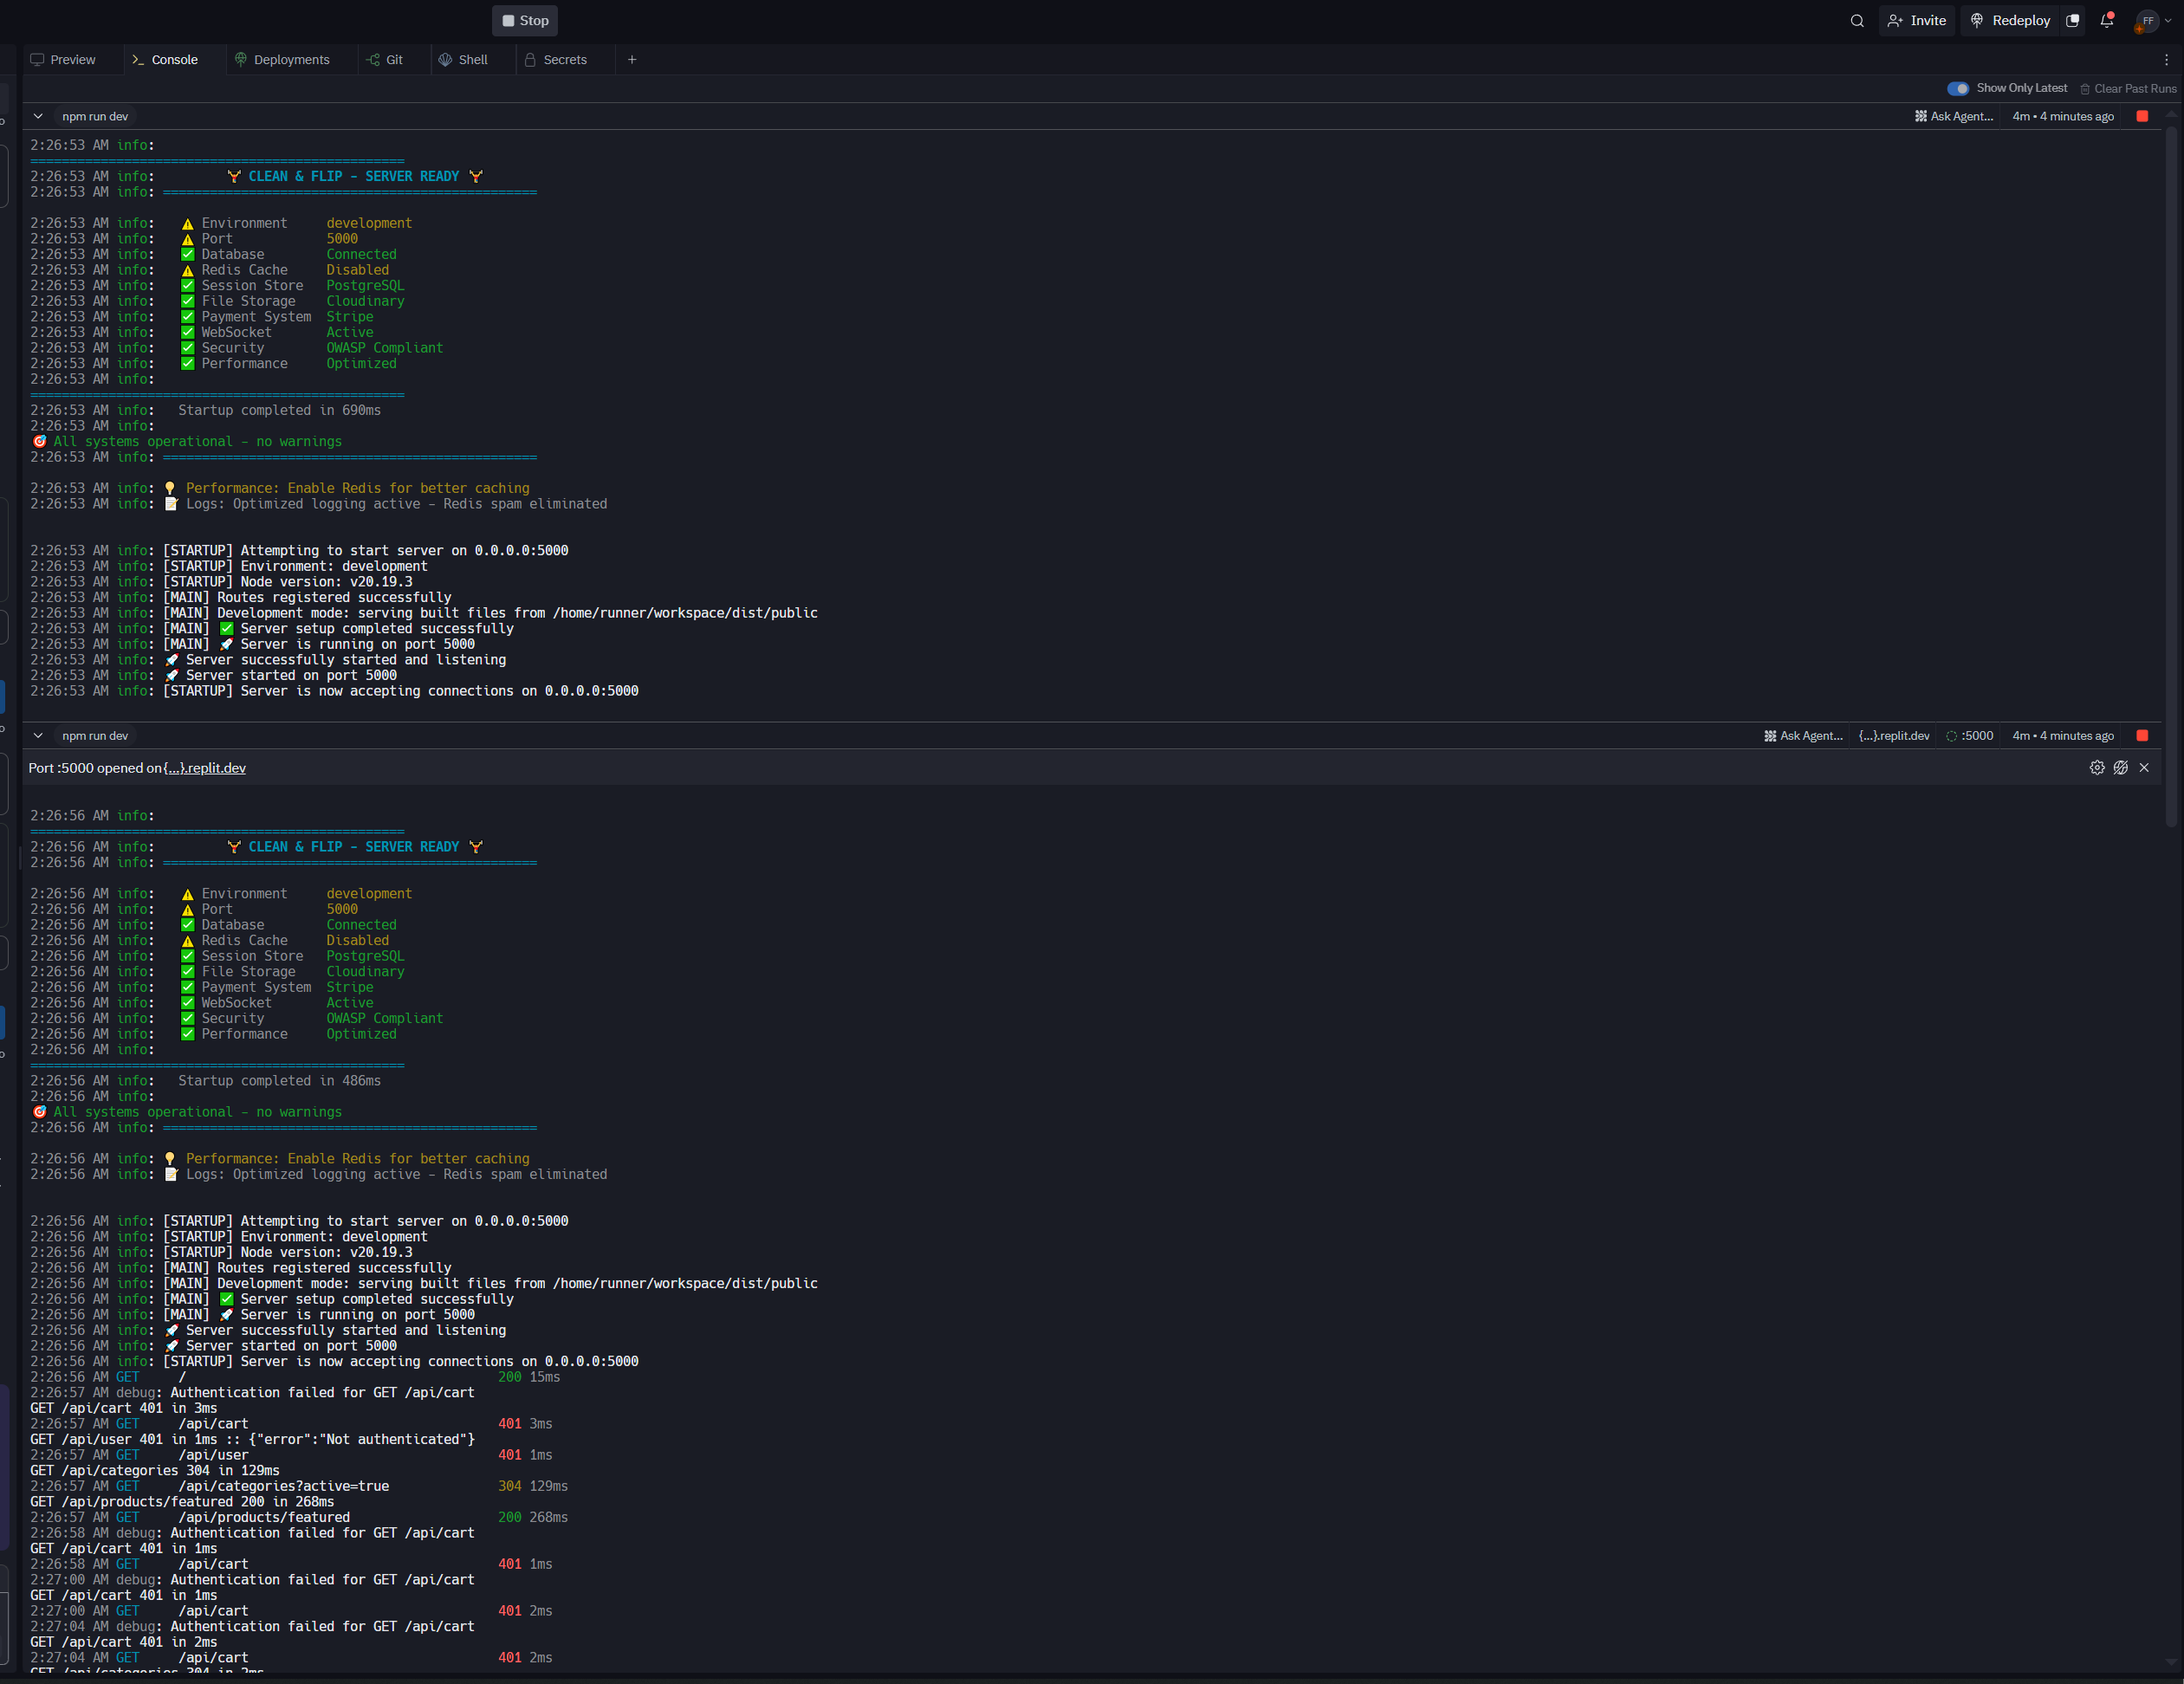 Stop
Invite
Redeploy
FF
Preview
Console
Deployments
Git
Shell
Secrets
Show Only Latest
Clear Past Runs
npm run dev
Ask Agent...
4m • 4 minutes ago
2:26:53 AM info:
================================================
2:26:53 AM info: 🏋️ CLEAN & FLIP - SERVER READY 🏋️
2:26:53 AM info: ================================================
2:26:53 AM info: ⚠️ Environment development
2:26:53 AM info: ⚠️ Port 5000
2:26:53 AM info: ✅ Database Connected
2:26:53 AM info: ⚠️ Redis Cache Disabled
2:26:53 AM info: ✅ Session Store PostgreSQL
2:26:53 AM info: ✅ File Storage Cloudinary
2:26:53 AM info: ✅ Payment System Stripe
2:26:53 AM info: ✅ WebSocket Active
2:26:53 AM info: ✅ Security OWASP Compliant
2:26:53 AM info: ✅ Performance Optimized
2:26:53 AM info:
================================================
2:26:53 AM info: Startup completed in 690ms
2:26:53 AM info:
🎯 All systems operational - no warnings
2:26:53 AM info: ================================================
2:26:53 AM info: 💡 Performance: Enable Redis for better caching
2:26:53 AM info: 📝 Logs: Optimized logging active - Redis spam eliminated
2:26:53 AM info: [STARTUP] Attempting to start server on 0.0.0.0:5000
2:26:53 AM info: [STARTUP] Environment: development
2:26:53 AM info: [STARTUP] Node version: v20.19.3
2:26:53 AM info: [MAIN] Routes registered successfully
2:26:53 AM info: [MAIN] Development mode: serving built files from /home/runner/workspace/dist/public
2:26:53 AM info: [MAIN] ✅ Server setup completed successfully
2:26:53 AM info: [MAIN] 🚀 Server is running on port 5000
2:26:53 AM info: 🚀 Server successfully started and listening
2:26:53 AM info: 🚀 Server started on port 5000
2:26:53 AM info: [STARTUP] Server is now accepting connections on 0.0.0.0:5000
npm run dev
Ask Agent...
{...}.replit.dev
:5000
4m • 4 minutes ago
Port :5000 opened on {...}.replit.dev
2:26:56 AM info:
================================================
2:26:56 AM info: 🏋️ CLEAN & FLIP - SERVER READY 🏋️
2:26:56 AM info: ================================================
2:26:56 AM info: ⚠️ Environment development
2:26:56 AM info: ⚠️ Port 5000
2:26:56 AM info: ✅ Database Connected
2:26:56 AM info: ⚠️ Redis Cache Disabled
2:26:56 AM info: ✅ Session Store PostgreSQL
2:26:56 AM info: ✅ File Storage Cloudinary
2:26:56 AM info: ✅ Payment System Stripe
2:26:56 AM info: ✅ WebSocket Active
2:26:56 AM info: ✅ Security OWASP Compliant
2:26:56 AM info: ✅ Performance Optimized
2:26:56 AM info:
================================================
2:26:56 AM info: Startup completed in 486ms
2:26:56 AM info:
🎯 All systems operational - no warnings
2:26:56 AM info: ================================================
2:26:56 AM info: 💡 Performance: Enable Redis for better caching
2:26:56 AM info: 📝 Logs: Optimized logging active - Redis spam eliminated
2:26:56 AM info: [STARTUP] Attempting to start server on 0.0.0.0:5000
2:26:56 AM info: [STARTUP] Environment: development
2:26:56 AM info: [STARTUP] Node version: v20.19.3
2:26:56 AM info: [MAIN] Routes registered successfully
2:26:56 AM info: [MAIN] Development mode: serving built files from /home/runner/workspace/dist/public
2:26:56 AM info: [MAIN] ✅ Server setup completed successfully
2:26:56 AM info: [MAIN] 🚀 Server is running on port 5000
2:26:56 AM info: 🚀 Server successfully started and listening
2:26:56 AM info: 🚀 Server started on port 5000
2:26:56 AM info: [STARTUP] Server is now accepting connections on 0.0.0.0:5000
2:26:56 AM GET / 200 15ms
2:26:57 AM debug: Authentication failed for GET /api/cart
GET /api/cart 401 in 3ms
2:26:57 AM GET /api/cart 401 3ms
GET /api/user 401 in 1ms :: {"error":"Not authenticated"}
2:26:57 AM GET /api/user 401 1ms
GET /api/categories 304 in 129ms
2:26:57 AM GET /api/categories?active=true 304 129ms
GET /api/products/featured 200 in 268ms
2:26:57 AM GET /api/products/featured 200 268ms
2:26:58 AM debug: Authentication failed for GET /api/cart
GET /api/cart 401 in 1ms
2:26:58 AM GET /api/cart 401 1ms
2:27:00 AM debug: Authentication failed for GET /api/cart
GET /api/cart 401 in 1ms
2:27:00 AM GET /api/cart 401 2ms
2:27:04 AM debug: Authentication failed for GET /api/cart
GET /api/cart 401 in 2ms
2:27:04 AM GET /api/cart 401 2ms
GET /api/categories 304 in 2ms